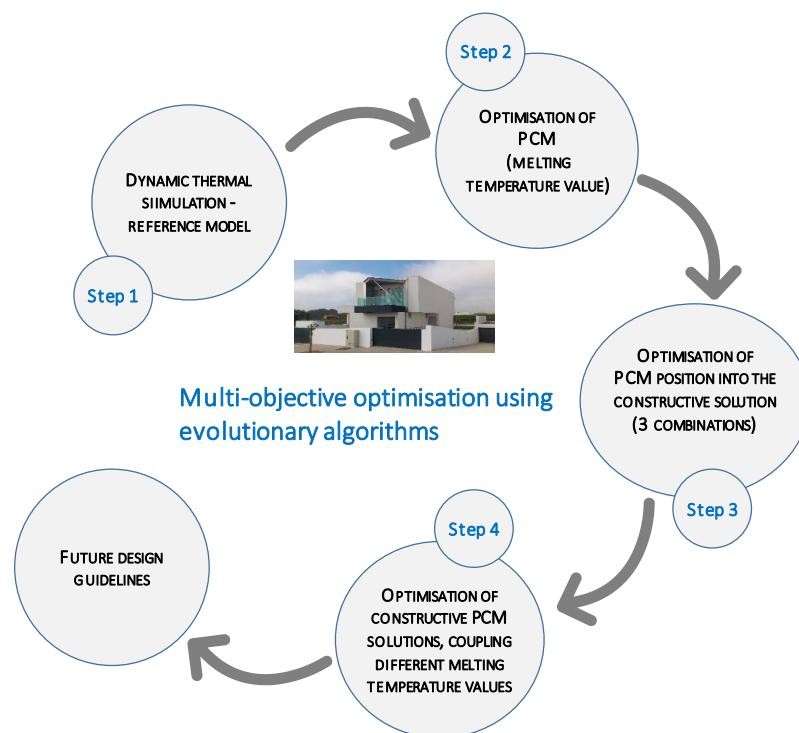 Step 1
DYNAMIC THERMAL
SIIMULATION -
REFERENCE MODEL
Step 2
OPTIMISATION OF
PCM
(MELTING
TEMPERATURE VALUE)
OPTIMISATION OF
PCM POSITION INTO THE
CONSTRUCTIVE SOLUTION
(3 COMBINATIONS)
Step 3
Step 4
OPTIMISATION OF
CONSTRUCTIVE PCM
SOLUTIONS, COUPLING
DIFFERENT MELTING
TEMPERATURE VALUES
FUTURE DESIGN
GUIDELINES
Multi-objective optimisation using
evolutionary algorithms